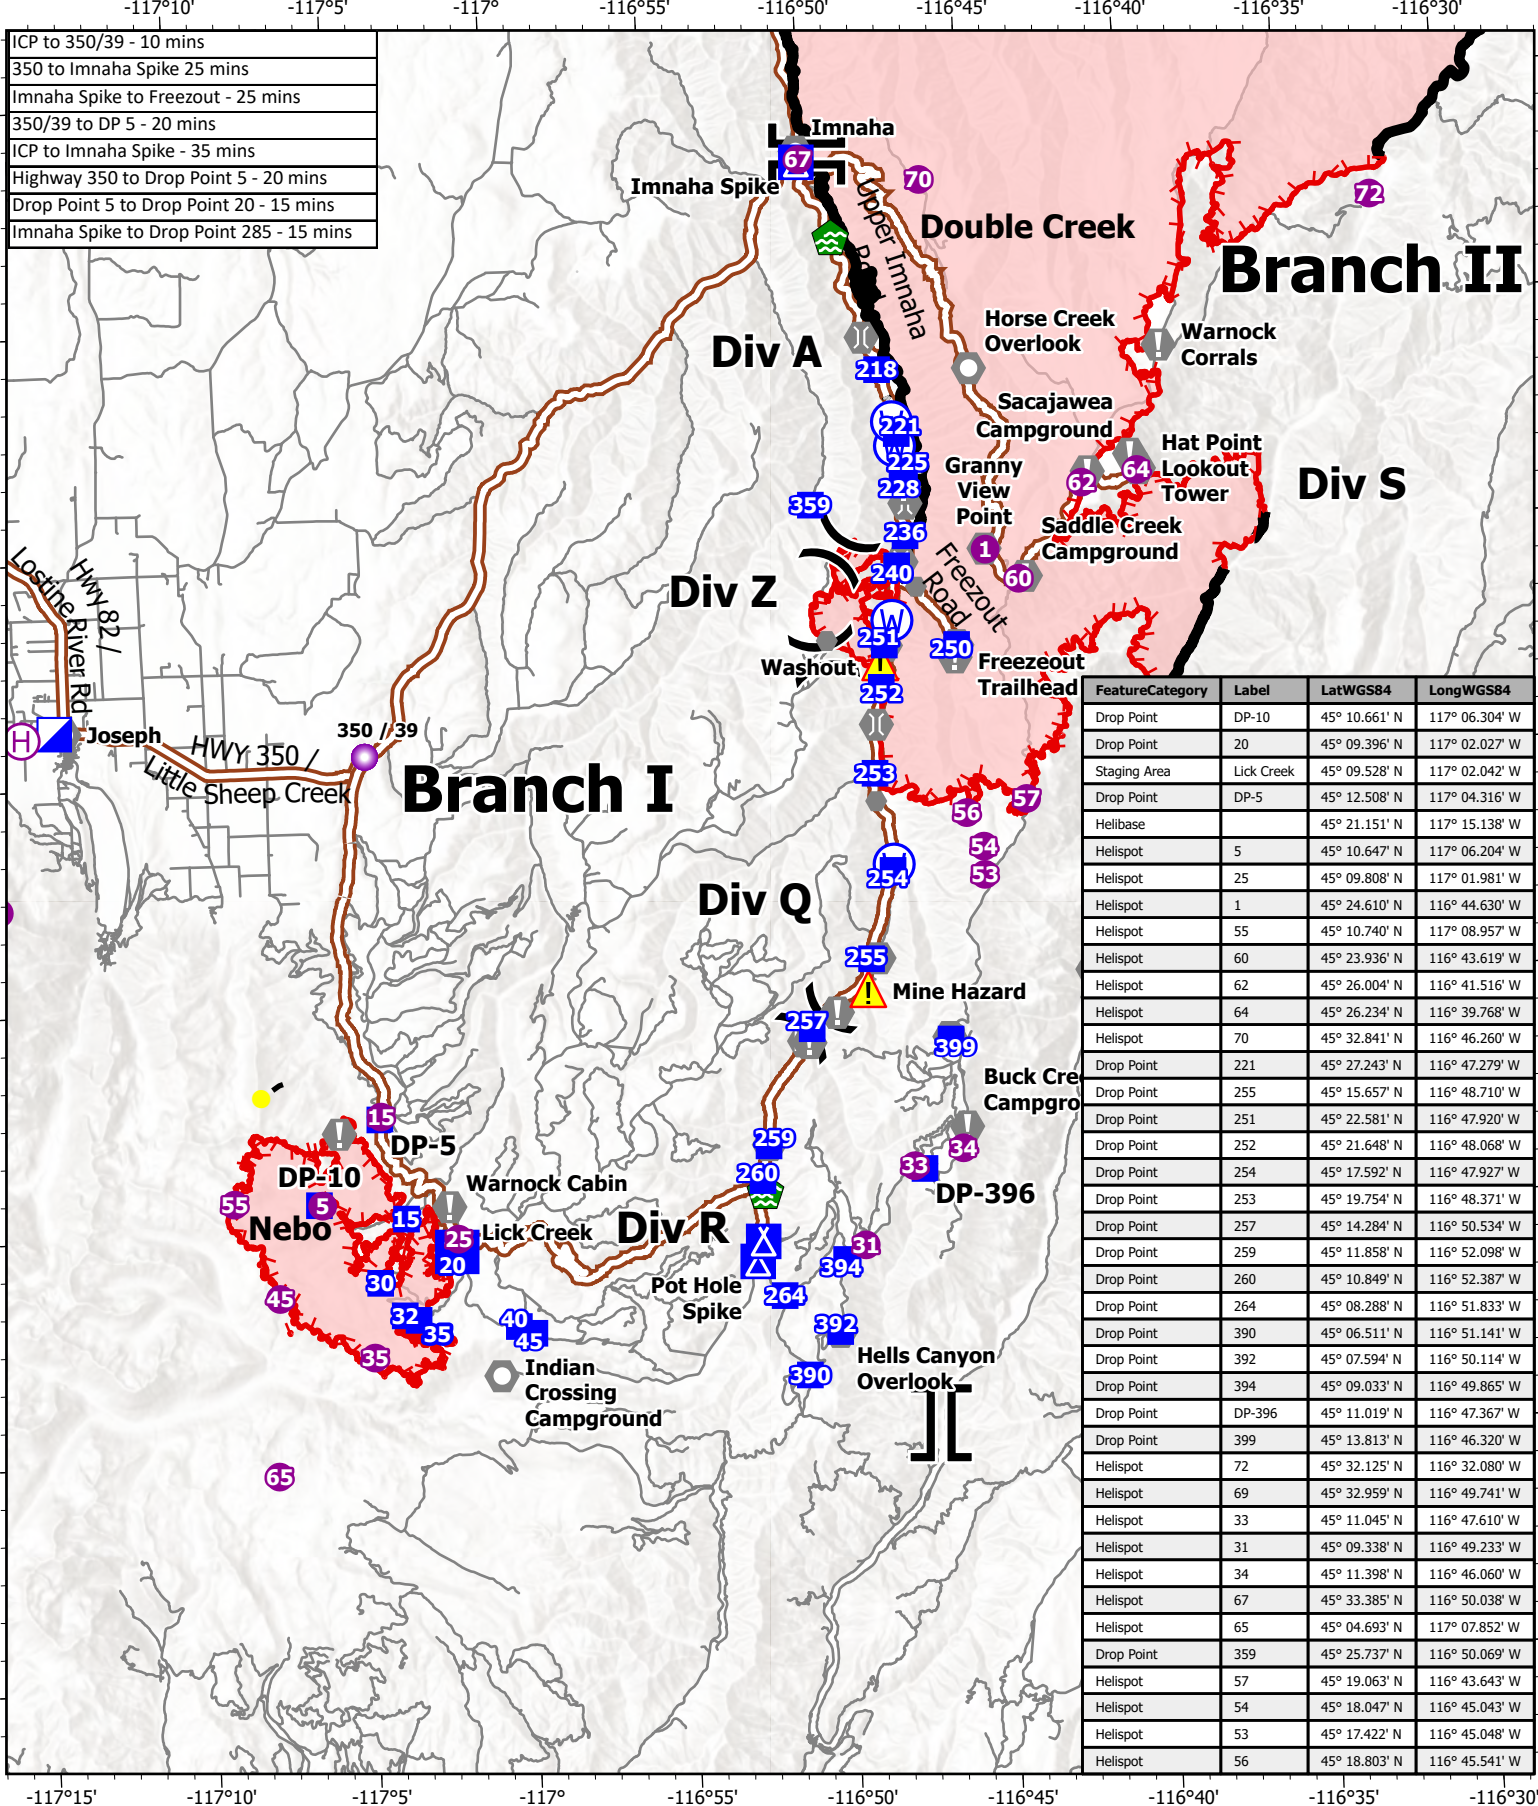 -117°10'
-117°5'
-117°
-116°55'
-116°50'
-116°45'
-116°40'
-116°35'
-116°30'
ICP to 350/39 - 10 mins
350 to Imnaha Spike 25 mins
Imnaha Spike to Freezout - 25 mins
350/39 to DP 5 - 20 mins
ICP to Imnaha Spike - 35 mins
Highway 350 to Drop Point 5 - 20 mins
Drop Point 5 to Drop Point 20 - 15 mins
Imnaha Spike to Drop Point 285 - 15 mins
Imnaha
67
Imnaha Spike
70
72
Upper Imnaha
Road
Double Creek
Branch II
Horse Creek
Overlook
Warnock
Corrals
Div A
218
Sacajawea
Campground
221
W
W
225
228
359
236
240
Granny
View
Point
1
60
62
64
Hat Point
Lookout
Tower
Div S
Saddle Creek
Campground
Freezout
Road
Div Z
W
251
250
Freezeout
Trailhead
Washout
!
252
Lostine River Rd
Hwy 82 /
H
Joseph
HWY 350 /
Little Sheep Creek
350 / 39
Branch I
253
57
56
54
53
W
254
Div Q
255
!
Mine Hazard
!
257
!
399
Buck Cre
Campgro
!
34
33
DP-396
259
260
15
DP-5
!
DP-10
55
5
Nebo
15
!
Warnock Cabin
25
Lick Creek
20
Div R
31
394
Pot Hole
Spike
264
30
45
32
35
35
40
45
392
Hells Canyon
Overlook
390
Indian
Crossing
Campground
65
FeatureCategory Label LatWGS84 LongWGS84
Drop Point DP-10 45° 10.661' N 117° 06.304' W
Drop Point 20 45° 09.396' N 117° 02.027' W
Staging Area Lick Creek 45° 09.528' N 117° 02.042' W
Drop Point DP-5 45° 12.508' N 117° 04.316' W
Helibase 45° 21.151' N 117° 15.138' W
Helispot 5 45° 10.647' N 117° 06.204' W
Helispot 25 45° 09.808' N 117° 01.981' W
Helispot 1 45° 24.610' N 116° 44.630' W
Helispot 55 45° 10.740' N 117° 08.957' W
Helispot 60 45° 23.936' N 116° 43.619' W
Helispot 62 45° 26.004' N 116° 41.516' W
Helispot 64 45° 26.234' N 116° 39.768' W
Helispot 70 45° 32.841' N 116° 46.260' W
Drop Point 221 45° 27.243' N 116° 47.279' W
Drop Point 255 45° 15.657' N 116° 48.710' W
Drop Point 251 45° 22.581' N 116° 47.920' W
Drop Point 252 45° 21.648' N 116° 48.068' W
Drop Point 254 45° 17.592' N 116° 47.927' W
Drop Point 253 45° 19.754' N 116° 48.371' W
Drop Point 257 45° 14.284' N 116° 50.534' W
Drop Point 259 45° 11.858' N 116° 52.098' W
Drop Point 260 45° 10.849' N 116° 52.387' W
Drop Point 264 45° 08.288' N 116° 51.833' W
Drop Point 390 45° 06.511' N 116° 51.141' W
Drop Point 392 45° 07.594' N 116° 50.114' W
Drop Point 394 45° 09.033' N 116° 49.865' W
Drop Point DP-396 45° 11.019' N 116° 47.367' W
Drop Point 399 45° 13.813' N 116° 46.320' W
Helispot 72 45° 32.125' N 116° 32.080' W
Helispot 69 45° 32.959' N 116° 49.741' W
Helispot 33 45° 11.045' N 116° 47.610' W
Helispot 31 45° 09.338' N 116° 49.233' W
Helispot 34 45° 11.398' N 116° 46.060' W
Helispot 67 45° 33.385' N 116° 50.038' W
Helispot 65 45° 04.693' N 117° 07.852' W
Drop Point 359 45° 25.737' N 116° 50.069' W
Helispot 57 45° 19.063' N 116° 43.643' W
Helispot 54 45° 18.047' N 116° 45.043' W
Helispot 53 45° 17.422' N 116° 45.048' W
Helispot 56 45° 18.803' N 116° 45.541' W
-117°15'
-117°10'
-117°5'
-117°
-116°55'
-116°50'
-116°45'
-116°40'
-116°35'
-116°30'